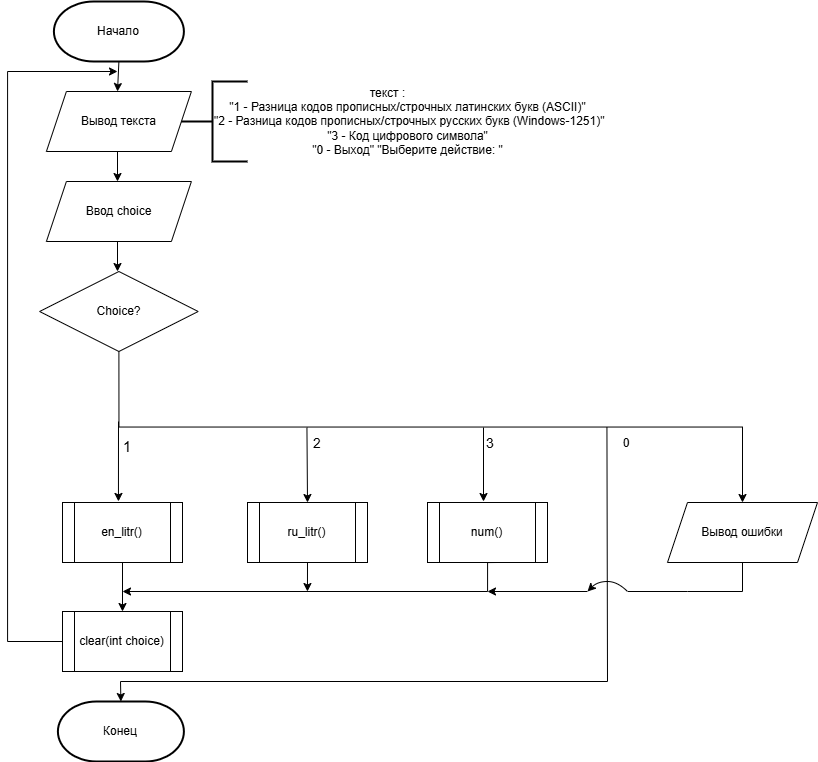 Начало
Вывод текста
текст :
"1 - Разница кодов прописных/строчных латинских букв (ASCII)"
"2 - Разница кодов прописных/строчных русских букв (Windows-1251)"
"3 - Код цифрового символа"
"0 - Выход" "Выберите действие: "
Ввод choice
Choice?
1
2
3
0
en_litr()
ru_litr()
num()
Вывод ошибки
clear(int choice)
Конец